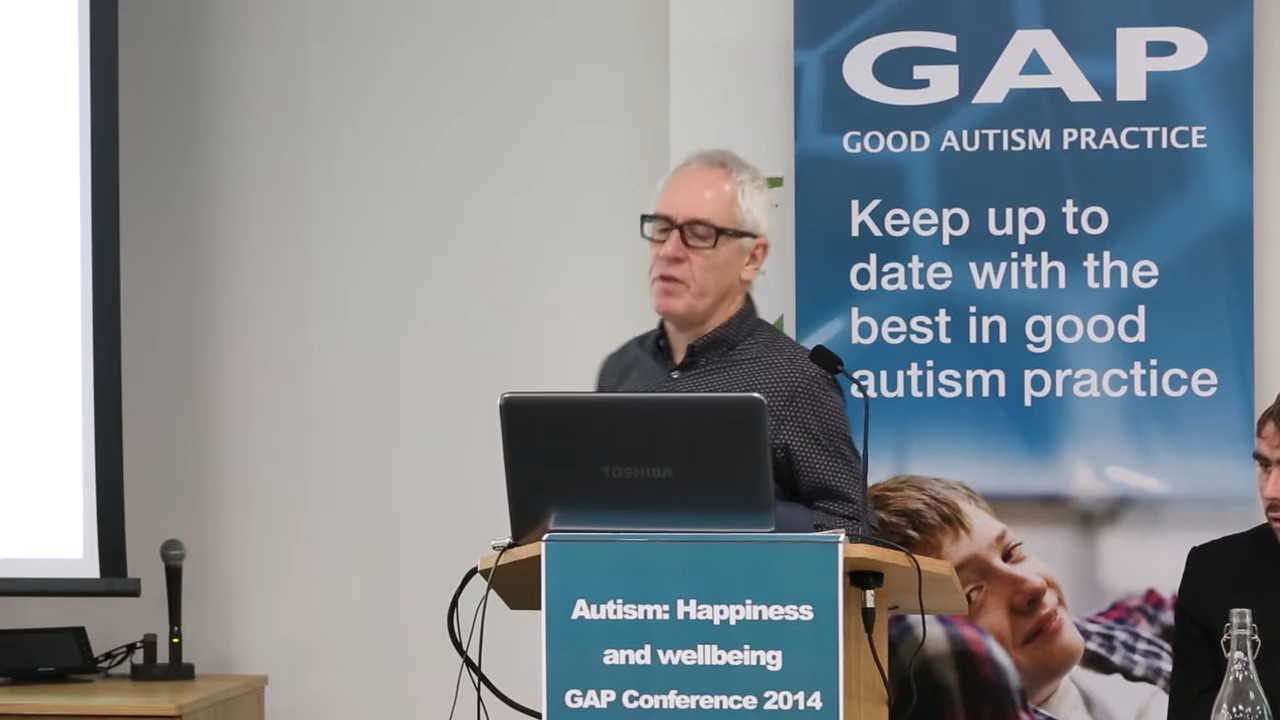 GAP
GOOD AUTISM PRACTICE
Keep up to
date with the
best in good
autism practice
TOSHIBA
Autism: Happiness
and wellbeing
GAP Conference 2014